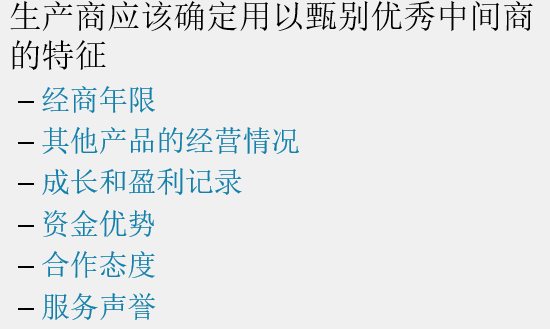 生产商应该确定用以甄别优秀中间商
的特征
– 经商年限
– 其他产品的经营情况
– 成长和盈利记录
– 资金优势
– 合作态度
– 服务声誉